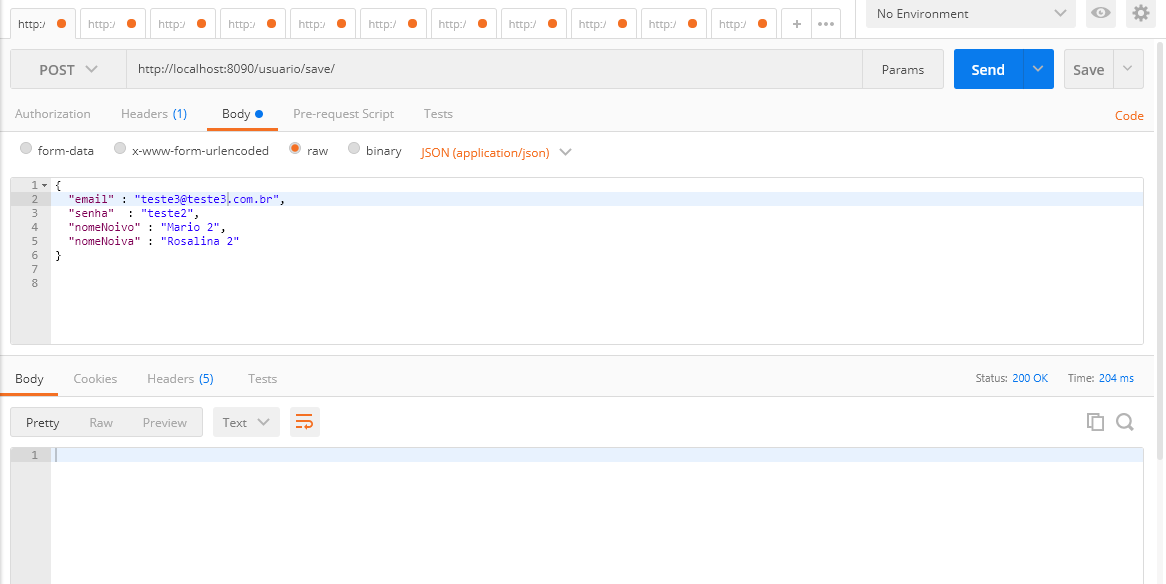 http:/ http:/ http:/ http:/ http:/ http:/ http:/ http:/ http:/ http:/ http:/ + ••• No Environment
POST http://localhost:8090/usuario/save/ Params Send Save
Authorization Headers (1) Body Pre-request Script Tests Code
form-data x-www-form-urlencoded raw binary JSON (application/json)
1 {
2 "email" : "teste3@teste3.com.br",
3 "senha"  : "teste2",
4 "nomeNoivo" : "Mario 2",
5 "nomeNoiva" : "Rosalina 2"
6 }
7
8
Body Cookies Headers (5) Tests Status: 200 OK Time: 204 ms
Pretty Raw Preview Text
1